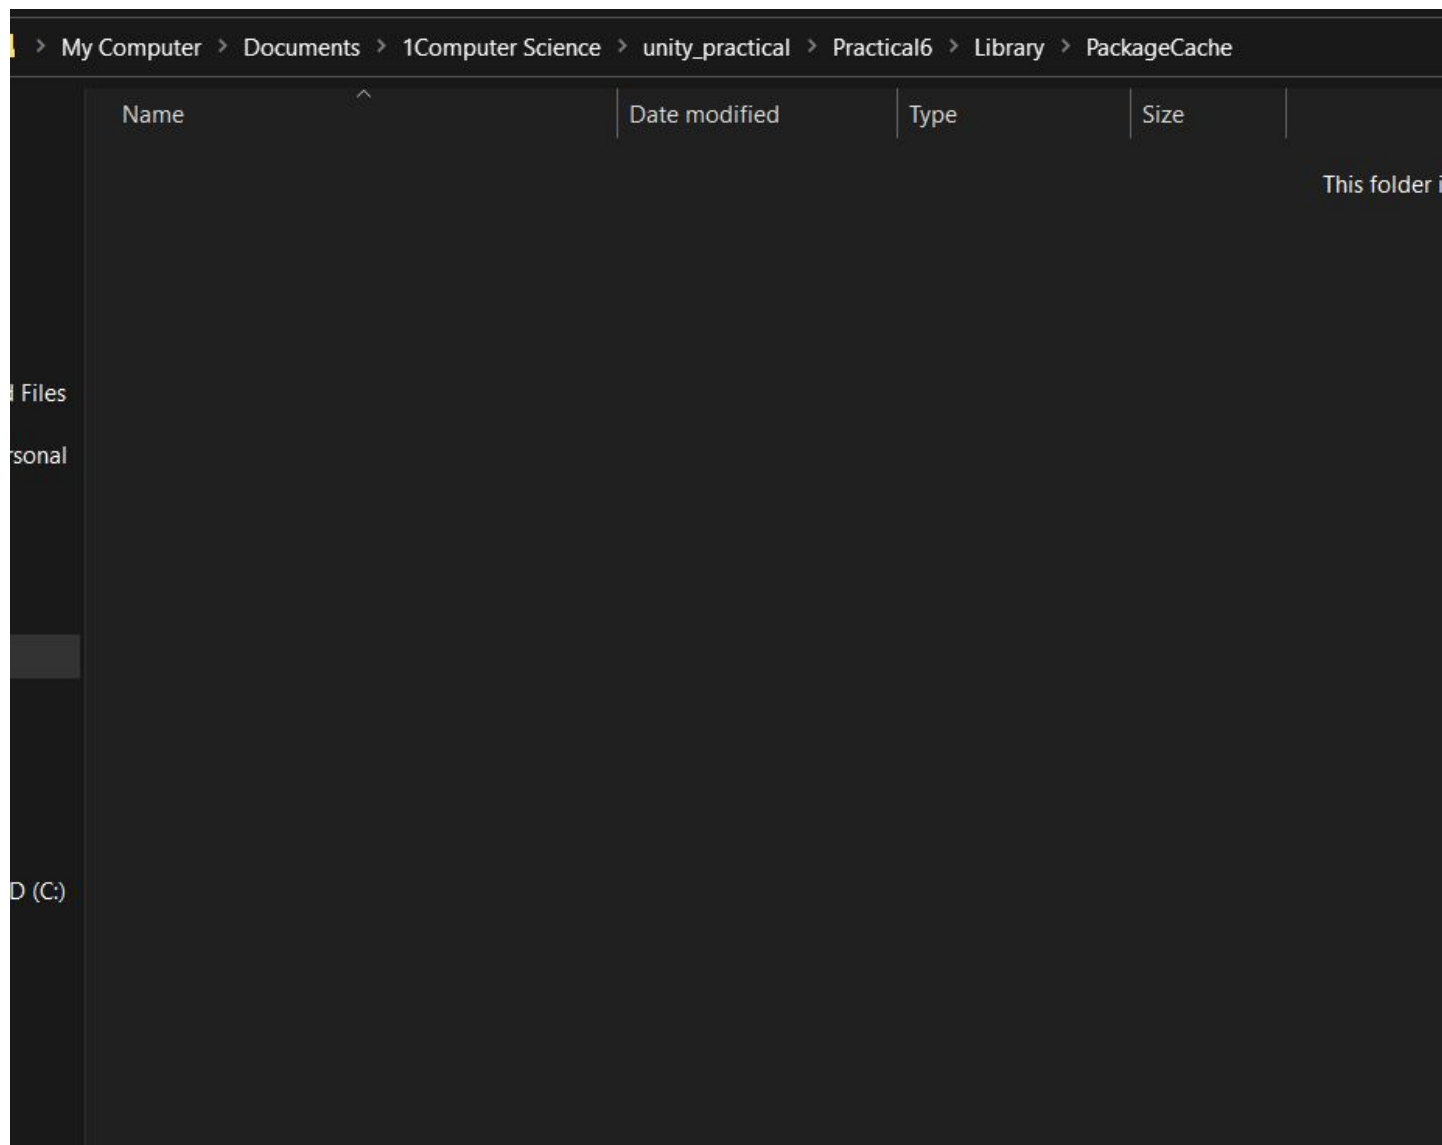 My Computer > Documents > 1Computer Science > unity_practical > Practical6 > Library > PackageCache
Name Date modified Type Size
This folder i
Files
rsonal
D (C:)